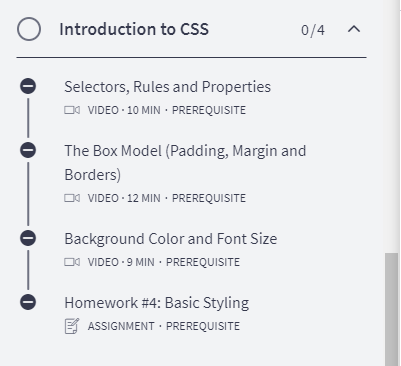 Introduction to CSS 0/4
Selectors, Rules and Properties
VIDEO · 10 MIN · PREREQUISITE
The Box Model (Padding, Margin and
Borders)
VIDEO · 12 MIN · PREREQUISITE
Background Color and Font Size
VIDEO · 9 MIN · PREREQUISITE
Homework #4: Basic Styling
ASSIGNMENT · PREREQUISITE